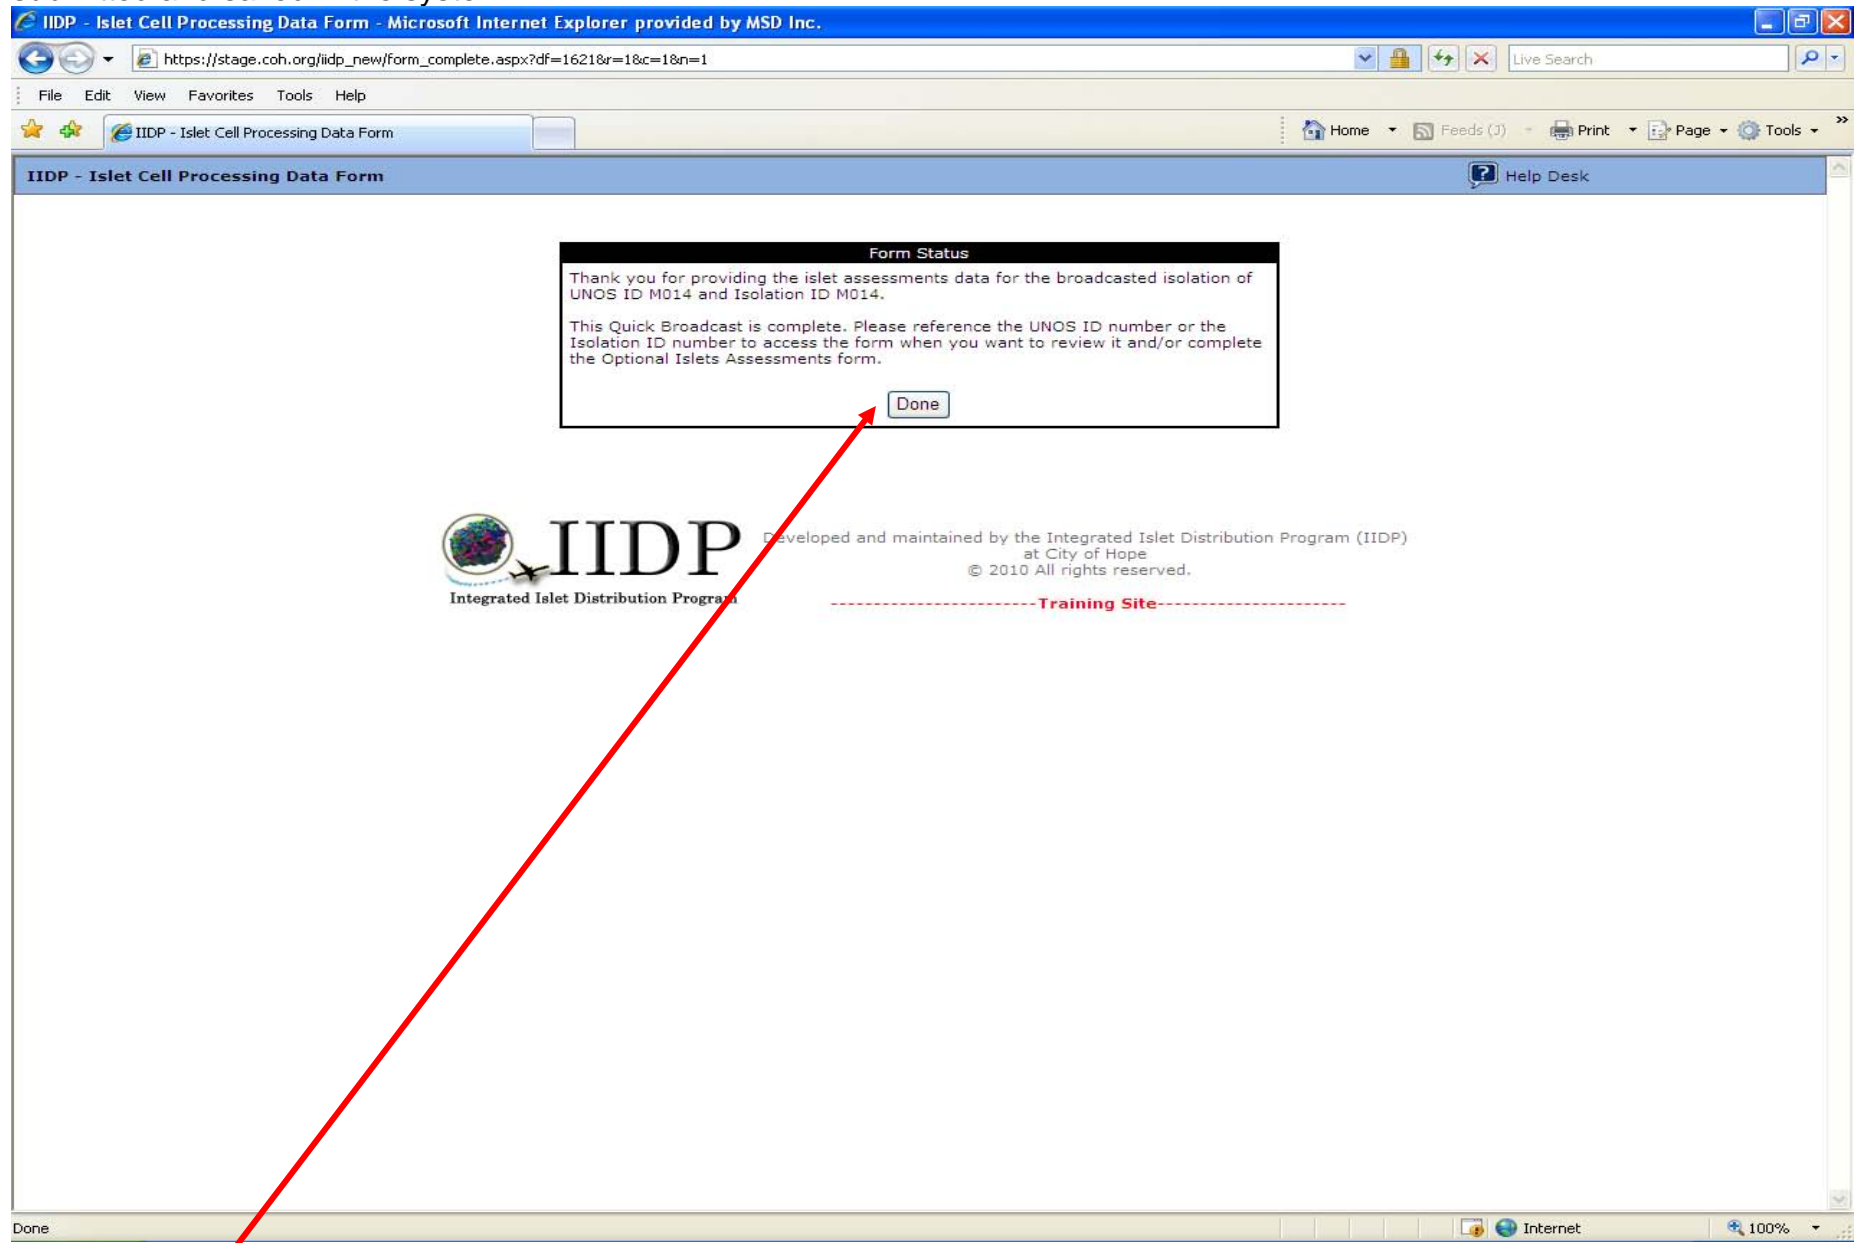 IIDP - Islet Cell Processing Data Form - Microsoft Internet Explorer provided by MSD Inc.
https://stage.coh.org/iidp_new/form_complete.aspx?df=1621&r=1&c=1&n=1
Live Search
File Edit View Favorites Tools Help
IIDP - Islet Cell Processing Data Form
Home Feeds (J) Print Page Tools
IIDP - Islet Cell Processing Data Form
Help Desk
Form Status
Thank you for providing the islet assessments data for the broadcasted isolation of
UNOS ID M014 and Isolation ID M014.
This Quick Broadcast is complete. Please reference the UNOS ID number or the
Isolation ID number to access the form when you want to review it and/or complete
the Optional Islets Assessments form.
Done
IIDP
Integrated Islet Distribution Program
Developed and maintained by the Integrated Islet Distribution Program (IIDP)
at City of Hope
© 2010 All rights reserved.
------------------------Training Site----------------------
Done
Internet
100%